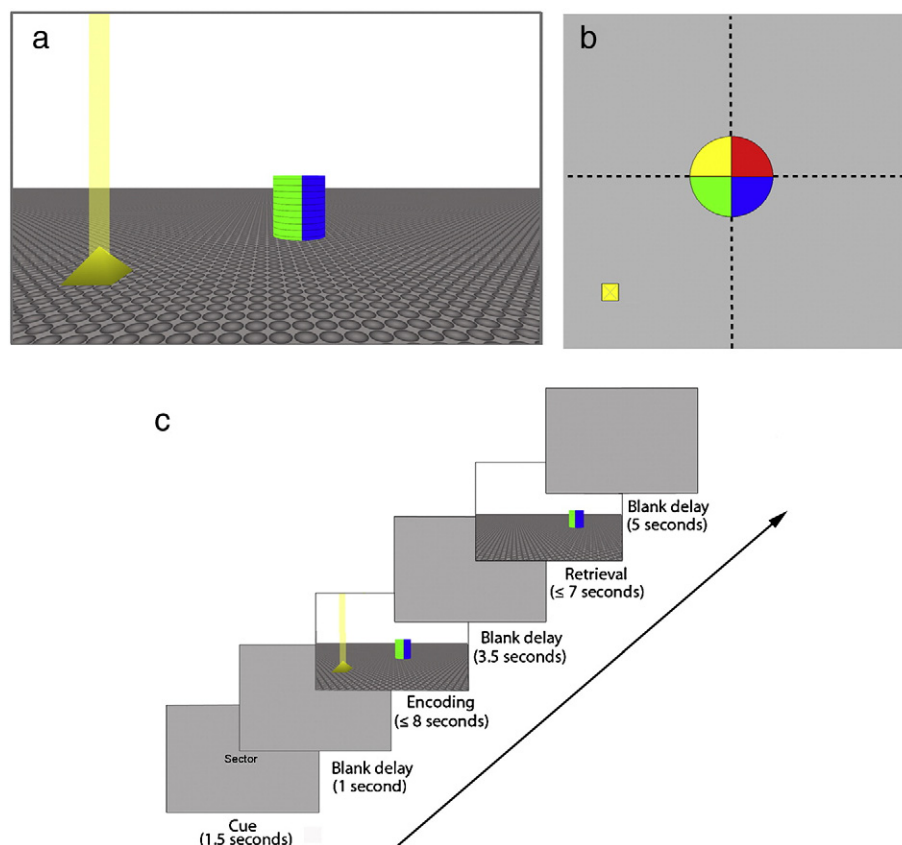 a
b
c
Sector
Cue
(1.5 seconds)
Blank delay
(1 second)
Encoding
(≤ 8 seconds)
Blank delay
(3.5 seconds)
Retrieval
(≤ 7 seconds)
Blank delay
(5 seconds)